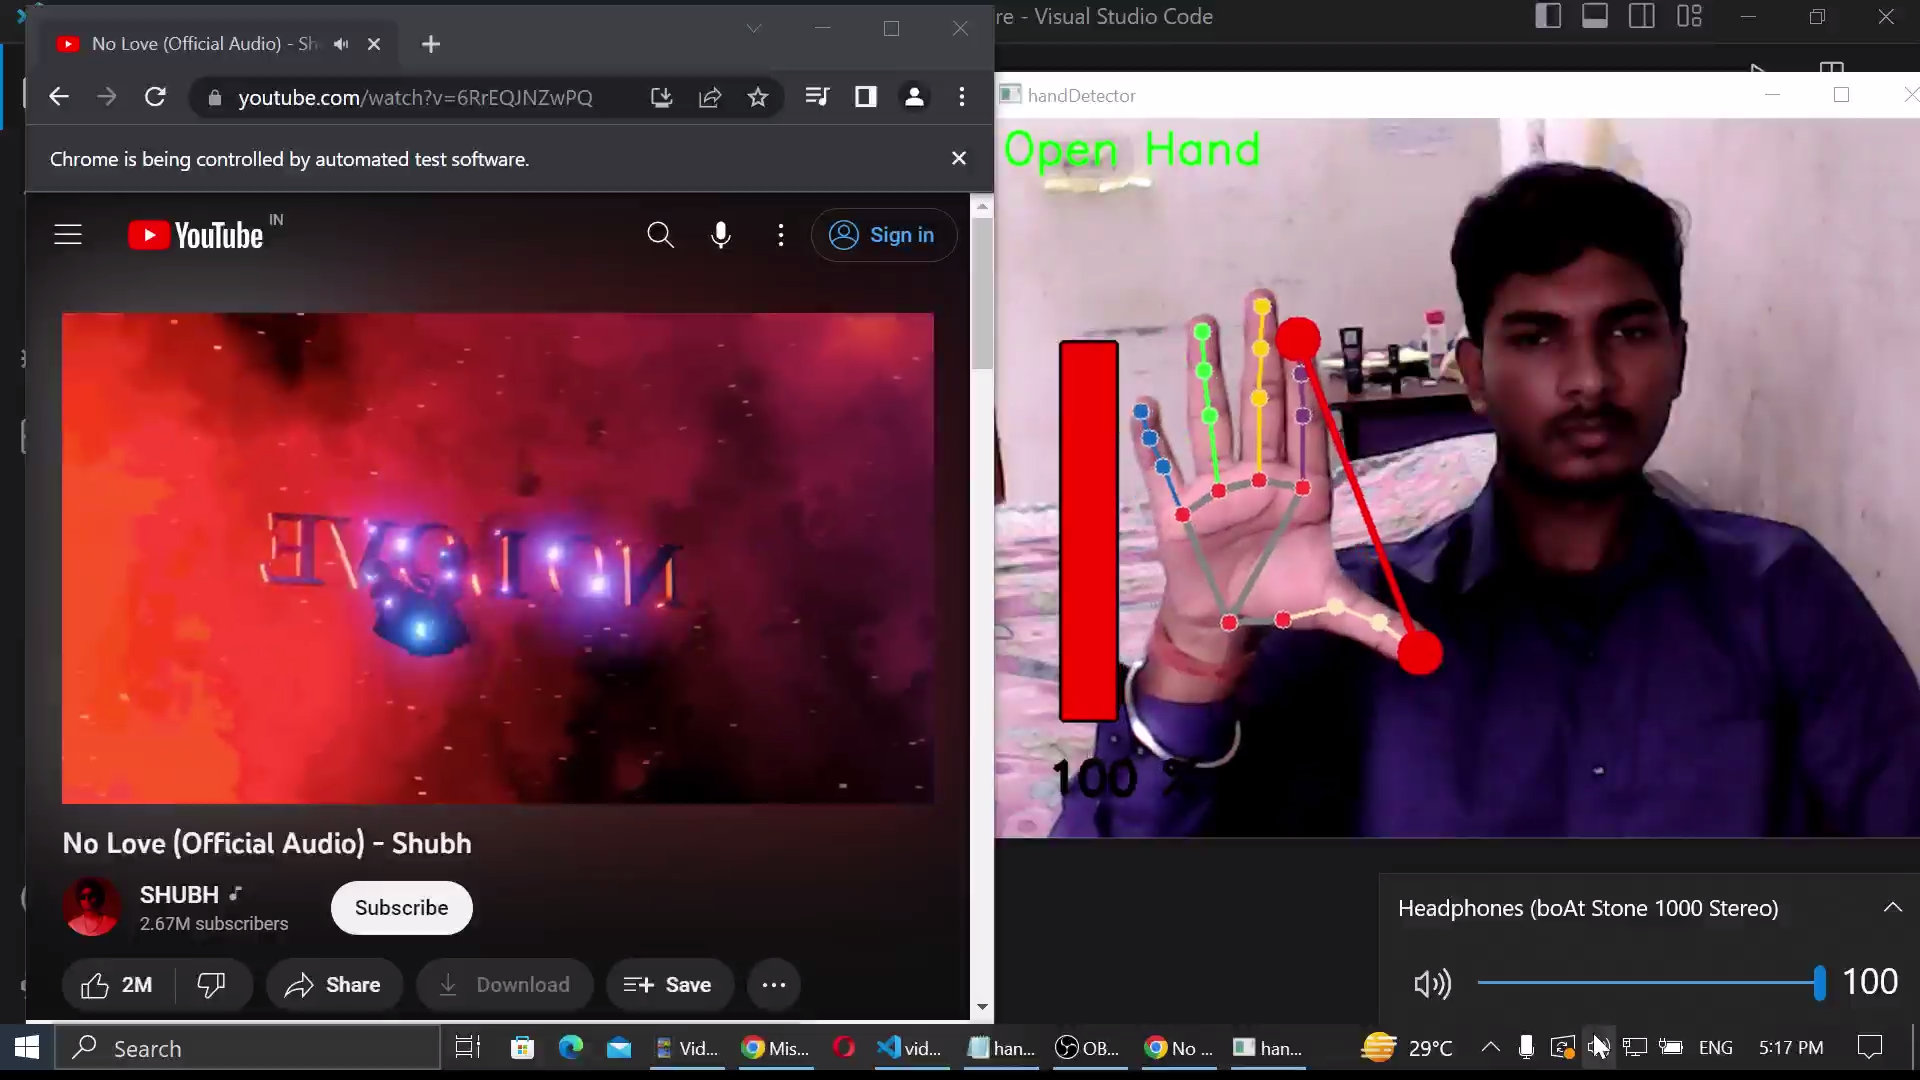 re - Visual Studio Code
No Love (Official Audio) - Sh
youtube.com/watch?v=6RrEQJNZwPQ
Chrome is being controlled by automated test software.
YouTube IN
Sign in
No Love (Official Audio) - Shubh
SHUBH
2.67M subscribers
Subscribe
2M
Share
Download
Save
handDetector
Open Hand
100 %
Headphones (boAt Stone 1000 Stereo)
100
Search
Vid...
Mis...
vid...
han...
OB...
No ...
han...
29°C
ENG
5:17 PM